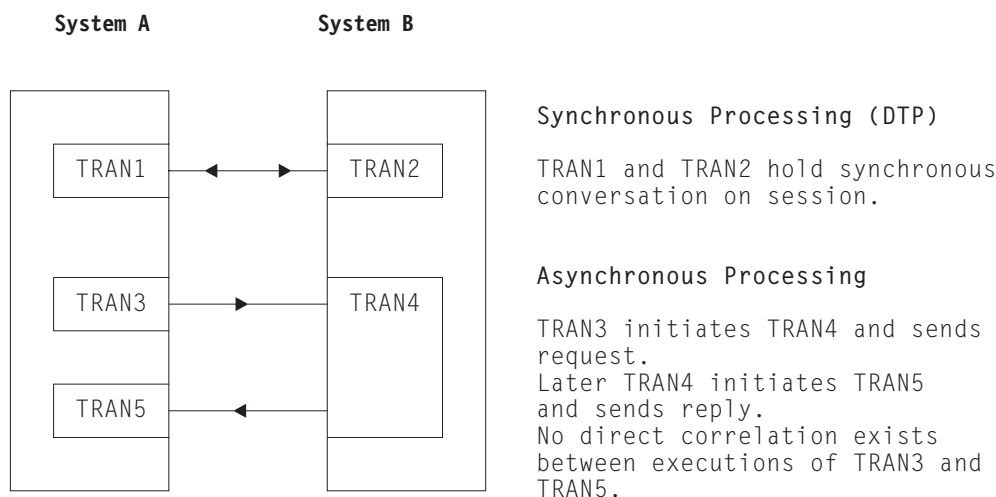 System A
System B
TRAN1
TRAN2
TRAN3
TRAN4
TRAN5
Synchronous Processing (DTP)
TRAN1 and TRAN2 hold synchronous
conversation on session.
Asynchronous Processing
TRAN3 initiates TRAN4 and sends
request.
Later TRAN4 initiates TRAN5
and sends reply.
No direct correlation exists
between executions of TRAN3 and
TRAN5.